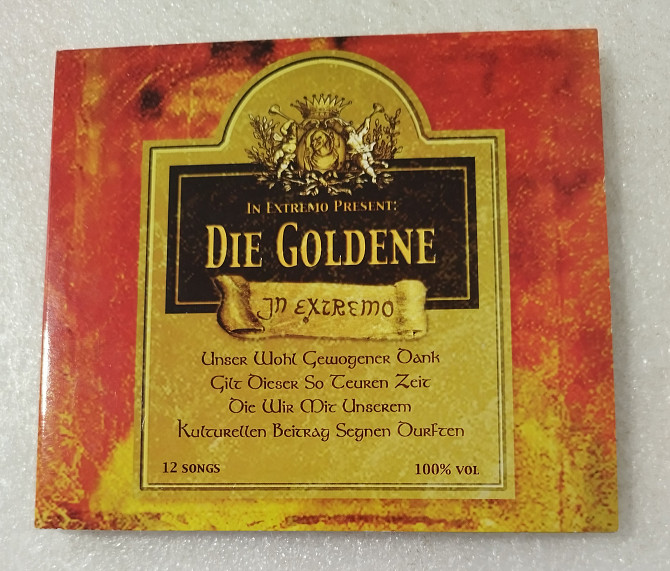 In Extremo Present:
Die Goldene
In Extremo
Unser Wohl Gewogener Dank
Gilt Dieser So Teuren Zeit
Die Wir Mit Unserem
Kulturellen Beitrag Segnen Durften
12 SONGS 100% VOL